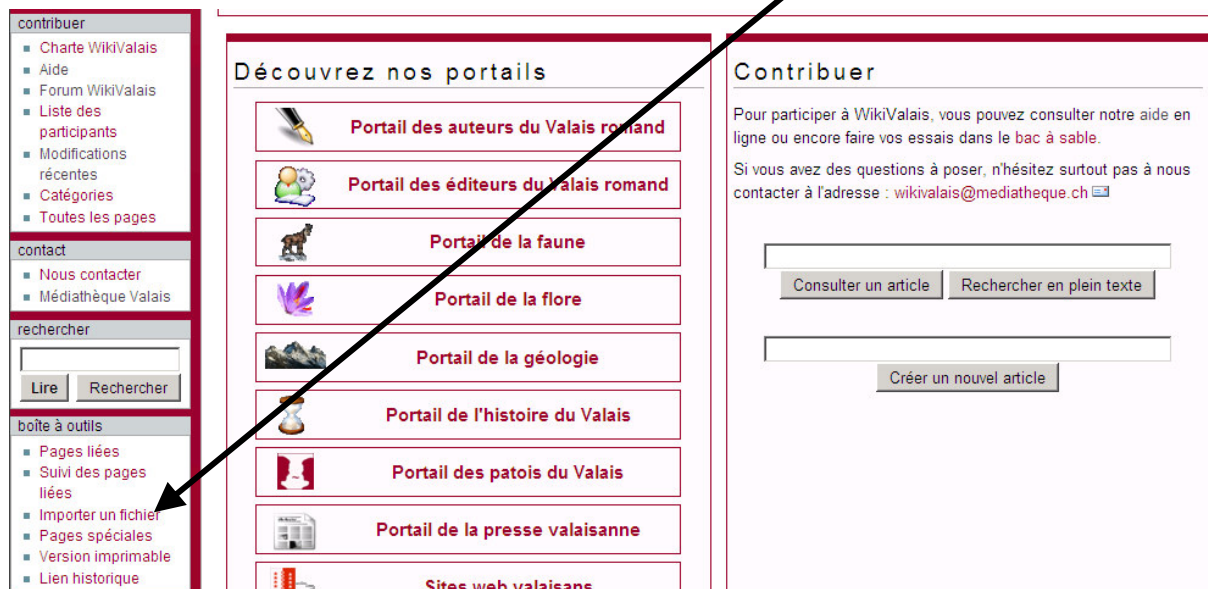 contribuer
Charte WikiValais
Aide
Forum WikiValais
Liste des
participants
Modifications
récentes
Catégories
Toutes les pages
contact
Nous contacter
Médiathèque Valais
rechercher
Lire Rechercher
boîte à outils
Pages liées
Suivi des pages
liées
Importer un fichier
Pages spéciales
Version imprimable
Lien historique
Découvrez nos portails
Portail des auteurs du Valais romand
Portail des éditeurs du Valais romand
Portail de la faune
Portail de la flore
Portail de la géologie
Portail de l'histoire du Valais
Portail des patois du Valais
Portail de la presse valaisanne
Sites web valaisans
Contribuer
Pour participer à WikiValais, vous pouvez consulter notre aide en
ligne ou encore faire vos essais dans le bac à sable.
Si vous avez des questions à poser, n'hésitez surtout pas à nous
contacter à l'adresse : wikivalais@mediatheque.ch
Consulter un article Rechercher en plein texte
Créer un nouvel article